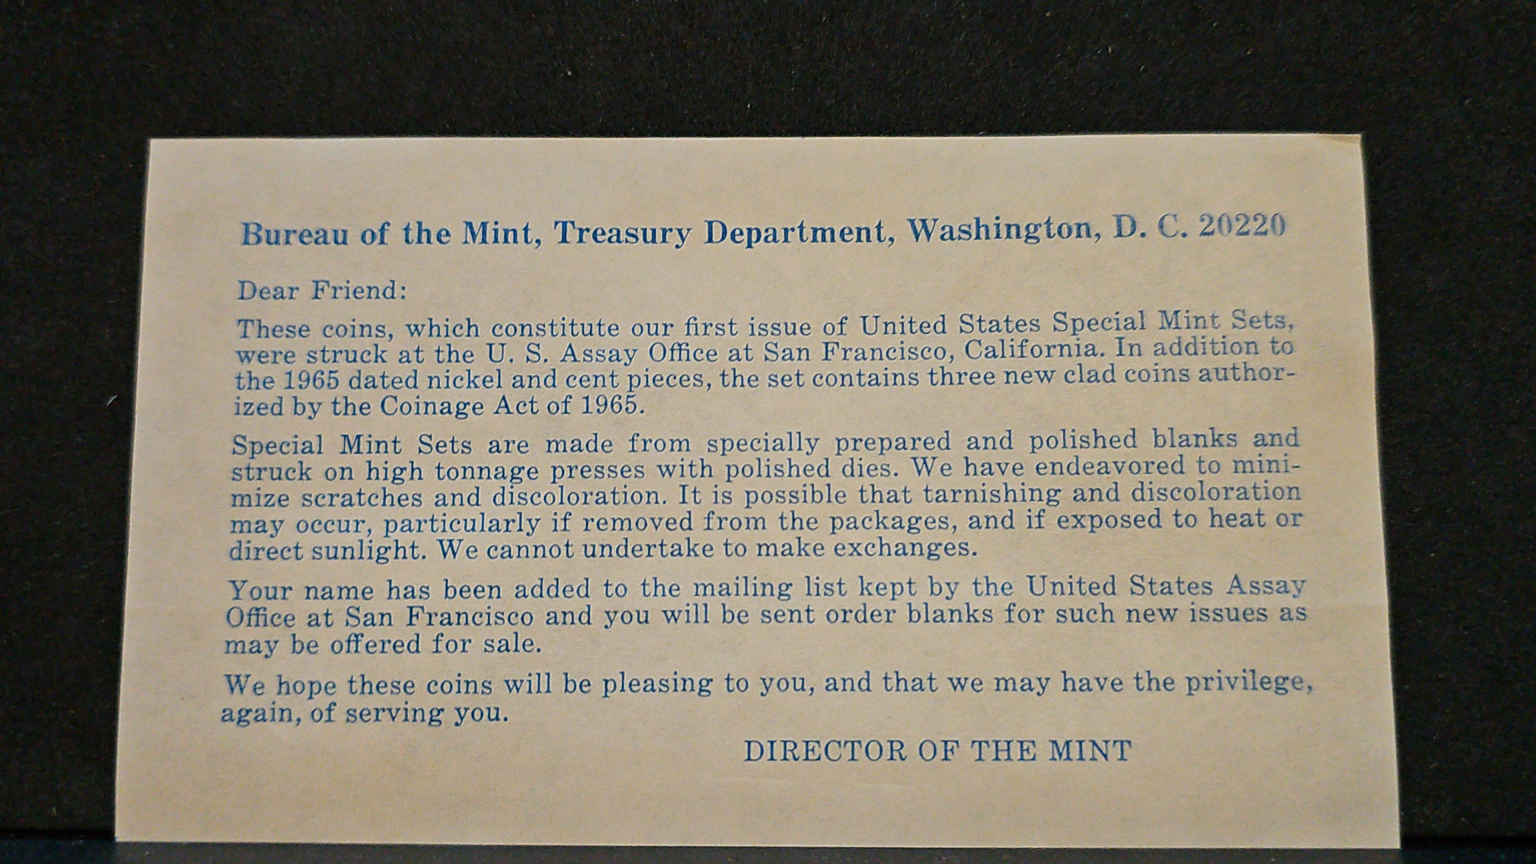 Bureau of the Mint, Treasury Department, Washington, D. C. 20220
Dear Friend:
These coins, which constitute our first issue of United States Special Mint Sets,
were struck at the U. S. Assay Office at San Francisco, California. In addition to
the 1965 dated nickel and cent pieces, the set contains three new clad coins author-
ized by the Coinage Act of 1965.
Special Mint Sets are made from specially prepared and polished blanks and
struck on high tonnage presses with polished dies. We have endeavored to mini-
mize scratches and discoloration. It is possible that tarnishing and discoloration
may occur, particularly if removed from the packages, and if exposed to heat or
direct sunlight. We cannot undertake to make exchanges.
Your name has been added to the mailing list kept by the United States Assay
Office at San Francisco and you will be sent order blanks for such new issues as
may be offered for sale.
We hope these coins will be pleasing to you, and that we may have the privilege,
again, of serving you.
DIRECTOR OF THE MINT